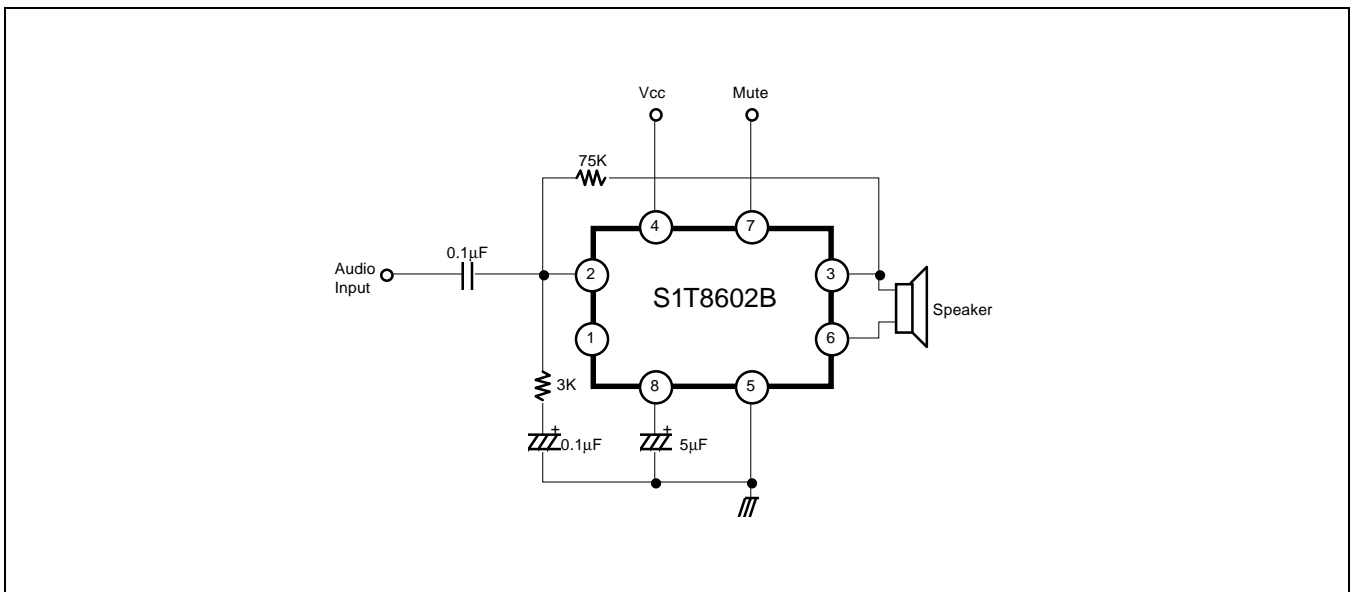 Vcc
Mute
75K
4
7
0.1μF
Audio
Input
2
3
S1T8602B
Speaker
1
6
3K
8
5
+
0.1μF
+
5μF